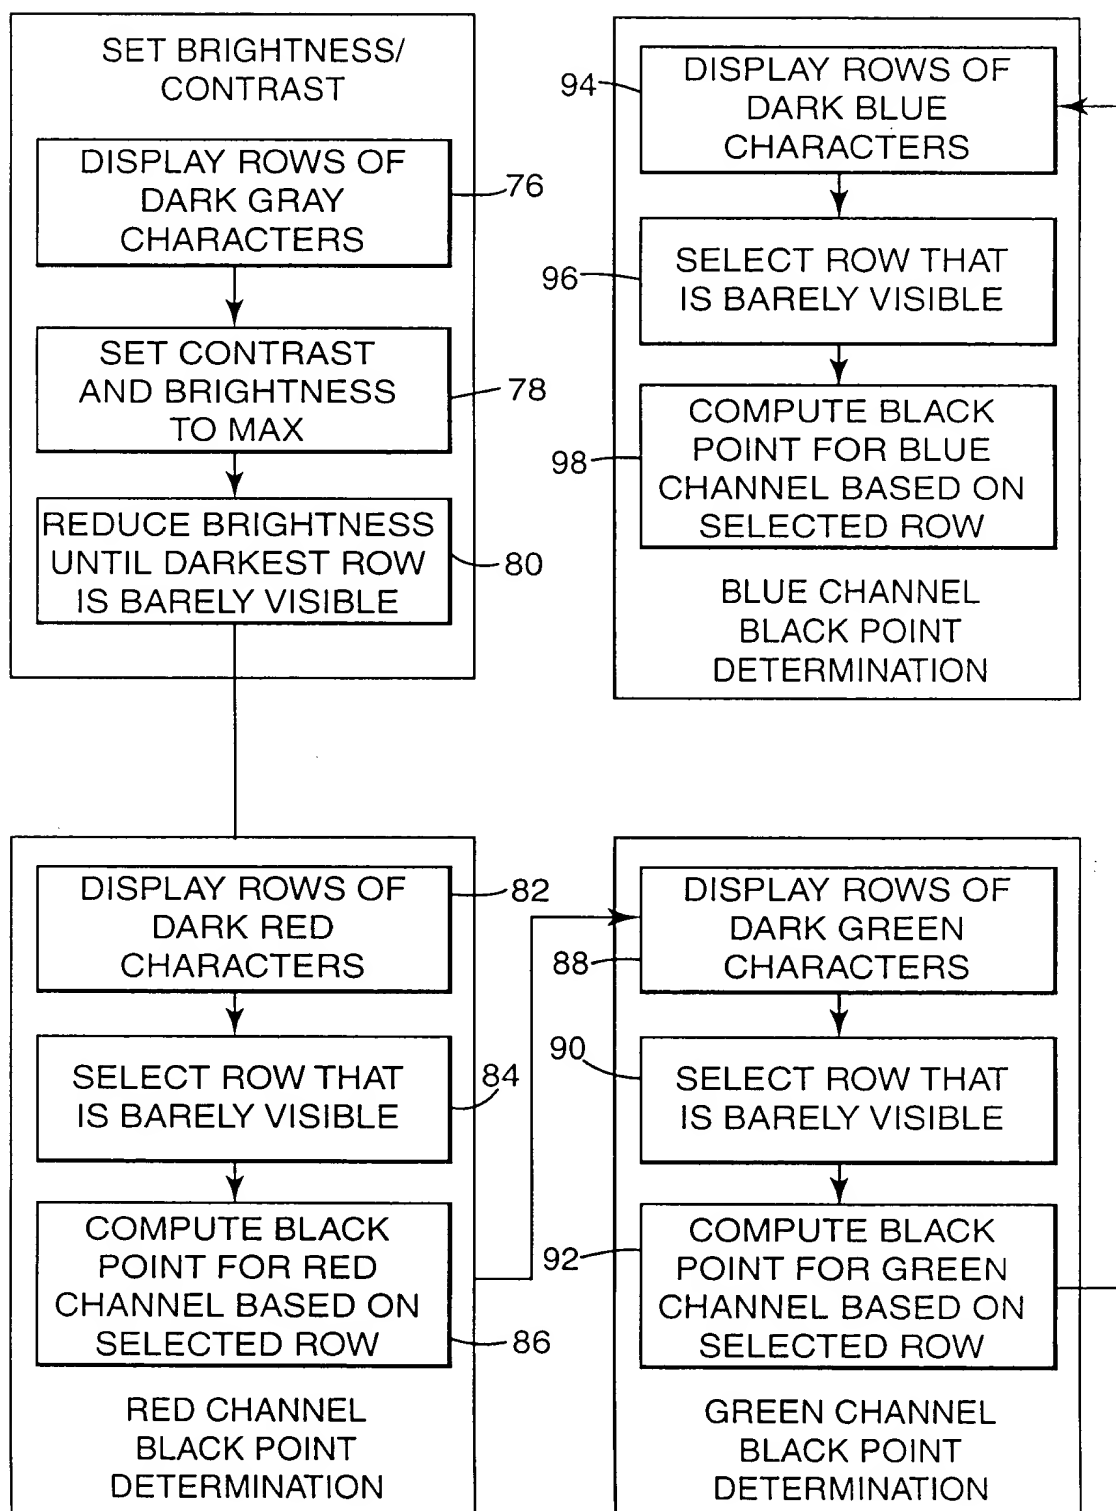 SET BRIGHTNESS/
CONTRAST
DISPLAY ROWS OF
DARK GRAY
CHARACTERS
76
SET CONTRAST
AND BRIGHTNESS
TO MAX
78
REDUCE BRIGHTNESS
UNTIL DARKEST ROW
IS BARELY VISIBLE
80
DISPLAY ROWS OF
DARK RED
CHARACTERS
82
SELECT ROW THAT
IS BARELY VISIBLE
84
COMPUTE BLACK
POINT FOR RED
CHANNEL BASED ON
SELECTED ROW
86
RED CHANNEL
BLACK POINT
DETERMINATION
DISPLAY ROWS OF
DARK GREEN
CHARACTERS
88
90
SELECT ROW THAT
IS BARELY VISIBLE
COMPUTE BLACK
POINT FOR GREEN
CHANNEL BASED ON
SELECTED ROW
92
GREEN CHANNEL
BLACK POINT
DETERMINATION
94
DISPLAY ROWS OF
DARK BLUE
CHARACTERS
96
SELECT ROW THAT
IS BARELY VISIBLE
98
COMPUTE BLACK
POINT FOR BLUE
CHANNEL BASED ON
SELECTED ROW
BLUE CHANNEL
BLACK POINT
DETERMINATION